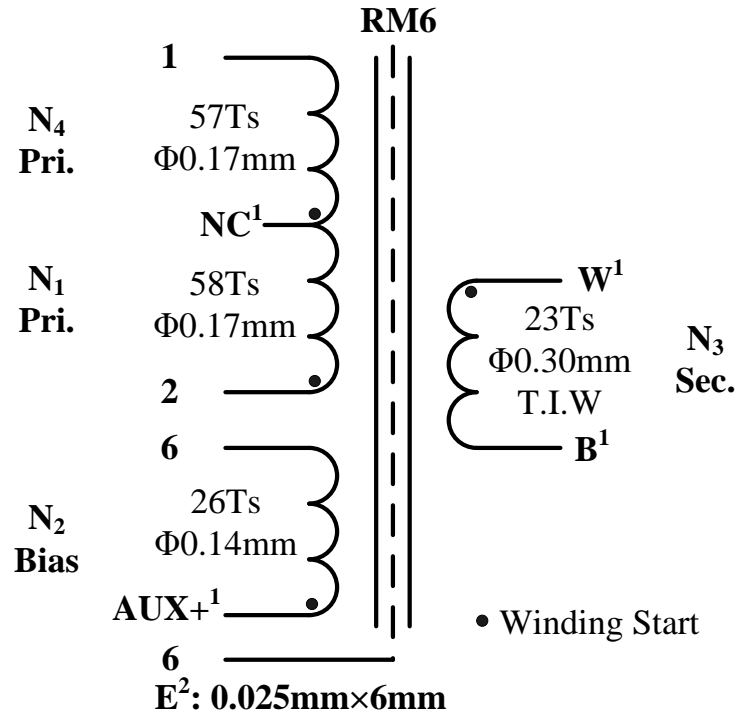 RM6
1
N₄
Pri.
57Ts
Φ0.17mm
NC¹
N₁
Pri.
58Ts
Φ0.17mm
2
6
N₂
Bias
26Ts
Φ0.14mm
AUX+¹
6
E²: 0.025mm×6mm
W¹
23Ts
Φ0.30mm
T.I.W
N₃
Sec.
B¹
Winding Start